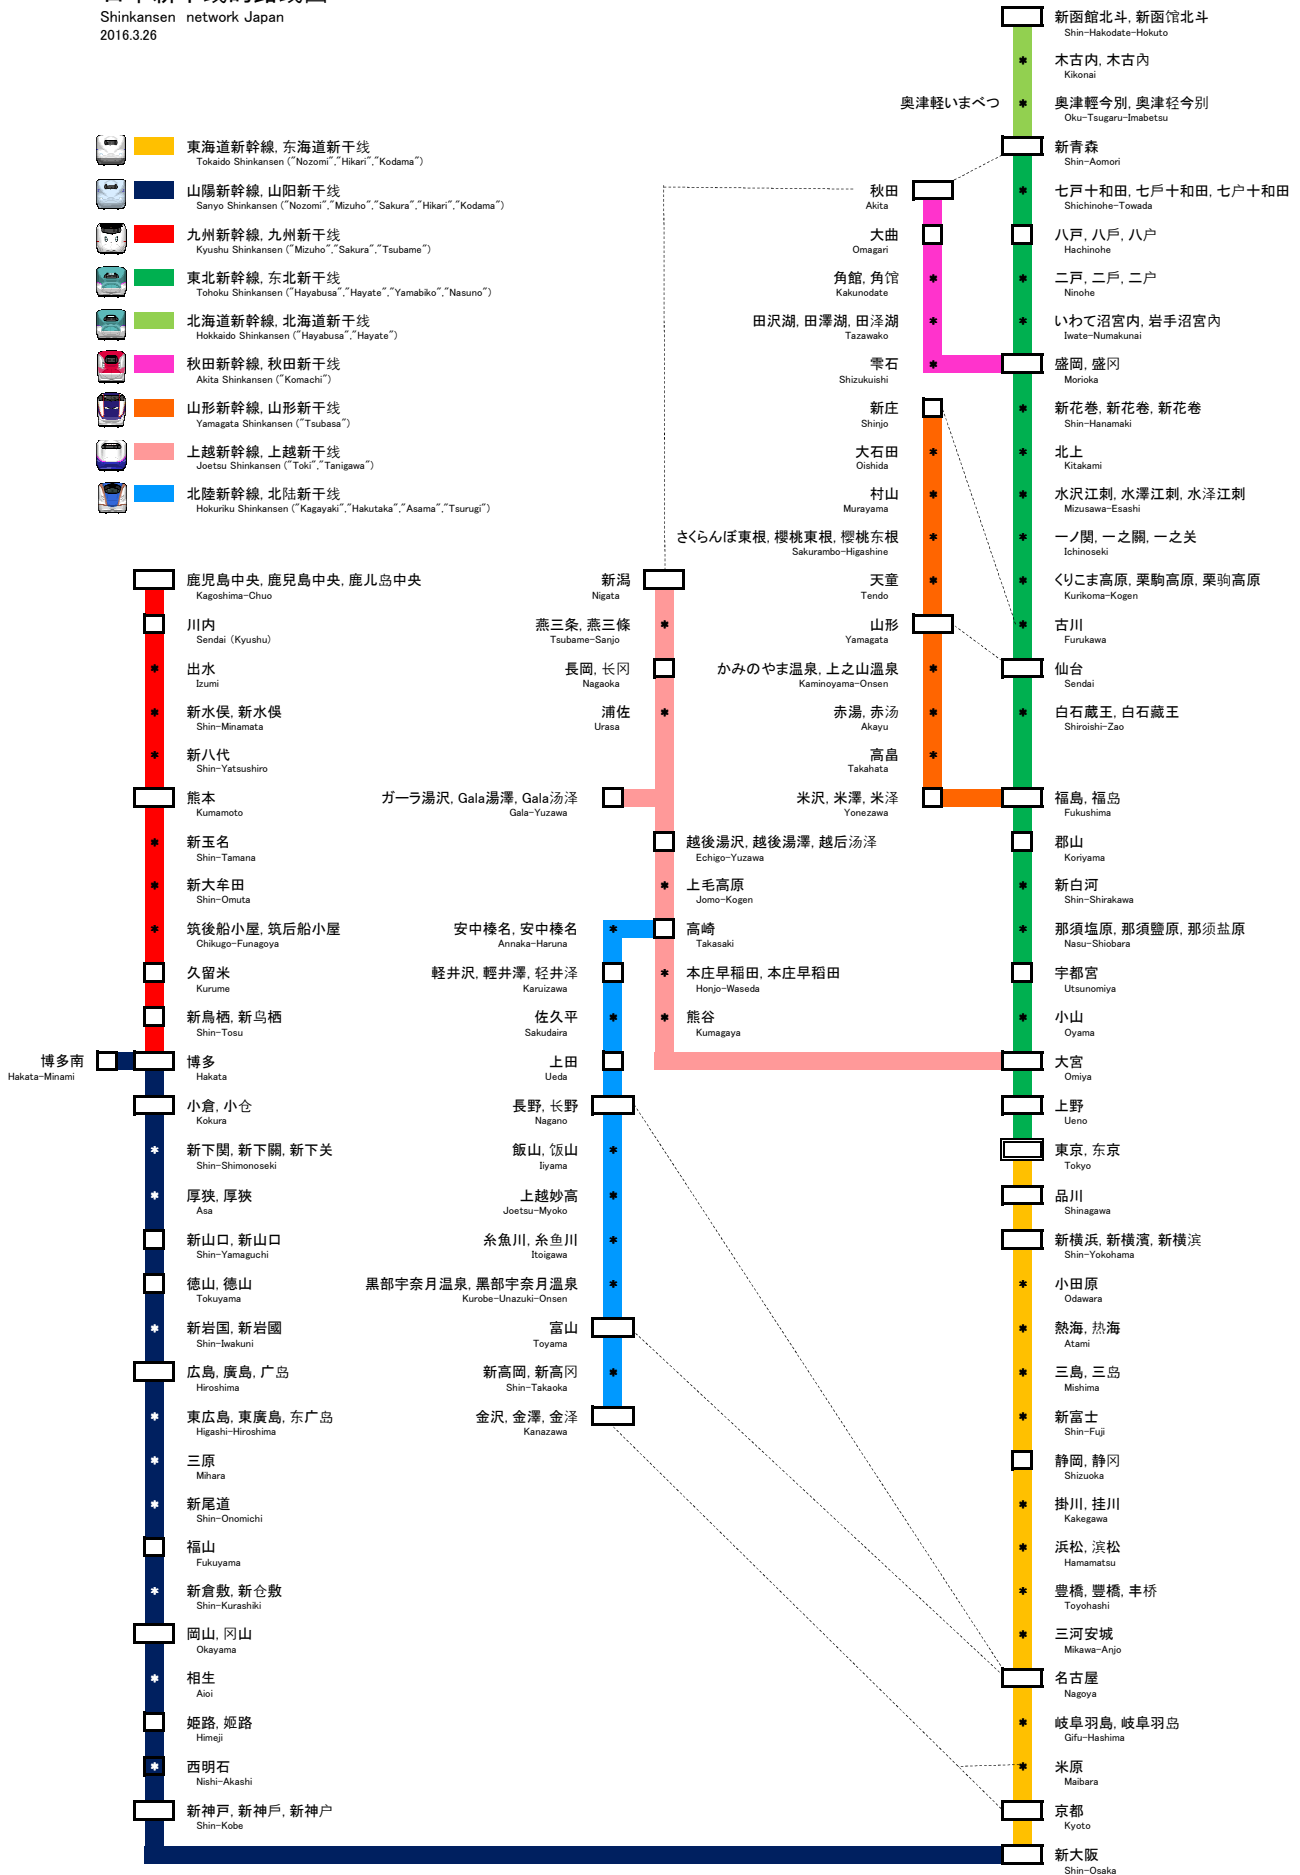 Shinkansen network Japan
2016.3.26
東海道新幹線, 东海道新干线
Tokaido Shinkansen ("Nozomi","Hikari","Kodama")
山陽新幹線, 山阳新干线
Sanyo Shinkansen ("Nozomi","Mizuho","Sakura","Hikari","Kodama")
九州新幹線, 九州新干线
Kyushu Shinkansen ("Mizuho","Sakura","Tsubame")
東北新幹線, 东北新干线
Tohoku Shinkansen ("Hayabusa","Hayate","Yamabiko","Nasuno")
北海道新幹線, 北海道新干线
Hokkaido Shinkansen ("Hayabusa","Hayate")
秋田新幹線, 秋田新干线
Akita Shinkansen ("Komachi")
山形新幹線, 山形新干线
Yamagata Shinkansen ("Tsubasa")
上越新幹線, 上越新干线
Joetsu Shinkansen ("Toki","Tanigawa")
北陸新幹線, 北陆新干线
Hokuriku Shinkansen ("Kagayaki","Hakutaka","Asama","Tsurugi")
鹿児島中央, 鹿兒島中央, 鹿儿岛中央
Kagoshima-Chuo
川内
Sendai (Kyushu)
出水
Izumi
新水俣, 新水俁
Shin-Minamata
新八代
Shin-Yatsushiro
熊本
Kumamoto
新玉名
Shin-Tamana
新大牟田
Shin-Omuta
筑後船小屋, 筑后船小屋
Chikugo-Funagoya
久留米
Kurume
新鳥栖, 新鸟栖
Shin-Tosu
博多南
Hakata-Minami
博多
Hakata
小倉, 小仓
Kokura
新下関, 新下關, 新下关
Shin-Shimonoseki
厚狭, 厚狹
Asa
新山口, 新山口
Shin-Yamaguchi
徳山, 德山
Tokuyama
新岩国, 新岩國
Shin-Iwakuni
広島, 廣島, 广岛
Hiroshima
東広島, 東廣島, 东广岛
Higashi-Hiroshima
三原
Mihara
新尾道
Shin-Onomichi
福山
Fukuyama
新倉敷, 新仓敷
Shin-Kurashiki
岡山, 冈山
Okayama
相生
Aioi
姫路, 姬路
Himeji
西明石
Nishi-Akashi
新神戸, 新神戶, 新神户
Shin-Kobe
新潟
Nigata
燕三条, 燕三條
Tsubame-Sanjo
長岡, 长冈
Nagaoka
浦佐
Urasa
ガーラ湯沢, Gala湯澤, Gala汤泽
Gala-Yuzawa
越後湯沢, 越後湯澤, 越后汤泽
Echigo-Yuzawa
上毛高原
Jomo-Kogen
高崎
Takasaki
本庄早稲田, 本庄早稻田
Honjo-Waseda
熊谷
Kumagaya
安中榛名, 安中榛名
Annaka-Haruna
軽井沢, 輕井澤, 轻井泽
Karuizawa
佐久平
Sakudaira
上田
Ueda
長野, 长野
Nagano
飯山, 饭山
Iiyama
上越妙高
Joetsu-Myoko
糸魚川, 糸鱼川
Itoigawa
黒部宇奈月温泉, 黑部宇奈月溫泉
Kurobe-Unazuki-Onsen
富山
Toyama
新高岡, 新高冈
Shin-Takaoka
金沢, 金澤, 金泽
Kanazawa
秋田
Akita
大曲
Omagari
角館, 角馆
Kakunodate
田沢湖, 田澤湖, 田泽湖
Tazawako
雫石
Shizukuishi
新庄
Shinjo
大石田
Oishida
村山
Murayama
さくらんぼ東根, 櫻桃東根, 樱桃东根
Sakurambo-Higashine
天童
Tendo
山形
Yamagata
かみのやま温泉, 上之山溫泉
Kaminoyama-Onsen
赤湯, 赤汤
Akayu
高畠
Takahata
米沢, 米澤, 米泽
Yonezawa
新函館北斗, 新函馆北斗
Shin-Hakodate-Hokuto
木古内, 木古內
Kikonai
奥津軽いまべつ
奧津輕今別, 奥津轻今别
Oku-Tsugaru-Imabetsu
新青森
Shin-Aomori
七戸十和田, 七戶十和田, 七户十和田
Shichinohe-Towada
八戸, 八戶, 八户
Hachinohe
二戸, 二戶, 二户
Ninohe
いわて沼宮内, 岩手沼宮內
Iwate-Numakunai
盛岡, 盛冈
Morioka
新花巻, 新花卷, 新花卷
Shin-Hanamaki
北上
Kitakami
水沢江刺, 水澤江刺, 水泽江刺
Mizusawa-Esashi
一ノ関, 一之關, 一之关
Ichinoseki
くりこま高原, 栗駒高原, 栗驹高原
Kurikoma-Kogen
古川
Furukawa
仙台
Sendai
白石蔵王, 白石藏王
Shiroishi-Zao
福島, 福岛
Fukushima
郡山
Koriyama
新白河
Shin-Shirakawa
那須塩原, 那須鹽原, 那须盐原
Nasu-Shiobara
宇都宮
Utsunomiya
小山
Oyama
大宮
Omiya
上野
Ueno
東京, 东京
Tokyo
品川
Shinagawa
新横浜, 新橫濱, 新横滨
Shin-Yokohama
小田原
Odawara
熱海, 热海
Atami
三島, 三岛
Mishima
新富士
Shin-Fuji
静岡, 静冈
Shizuoka
掛川, 挂川
Kakegawa
浜松, 滨松
Hamamatsu
豊橋, 豐橋, 丰桥
Toyohashi
三河安城
Mikawa-Anjo
名古屋
Nagoya
岐阜羽島, 岐阜羽岛
Gifu-Hashima
米原
Maibara
京都
Kyoto
新大阪
Shin-Osaka